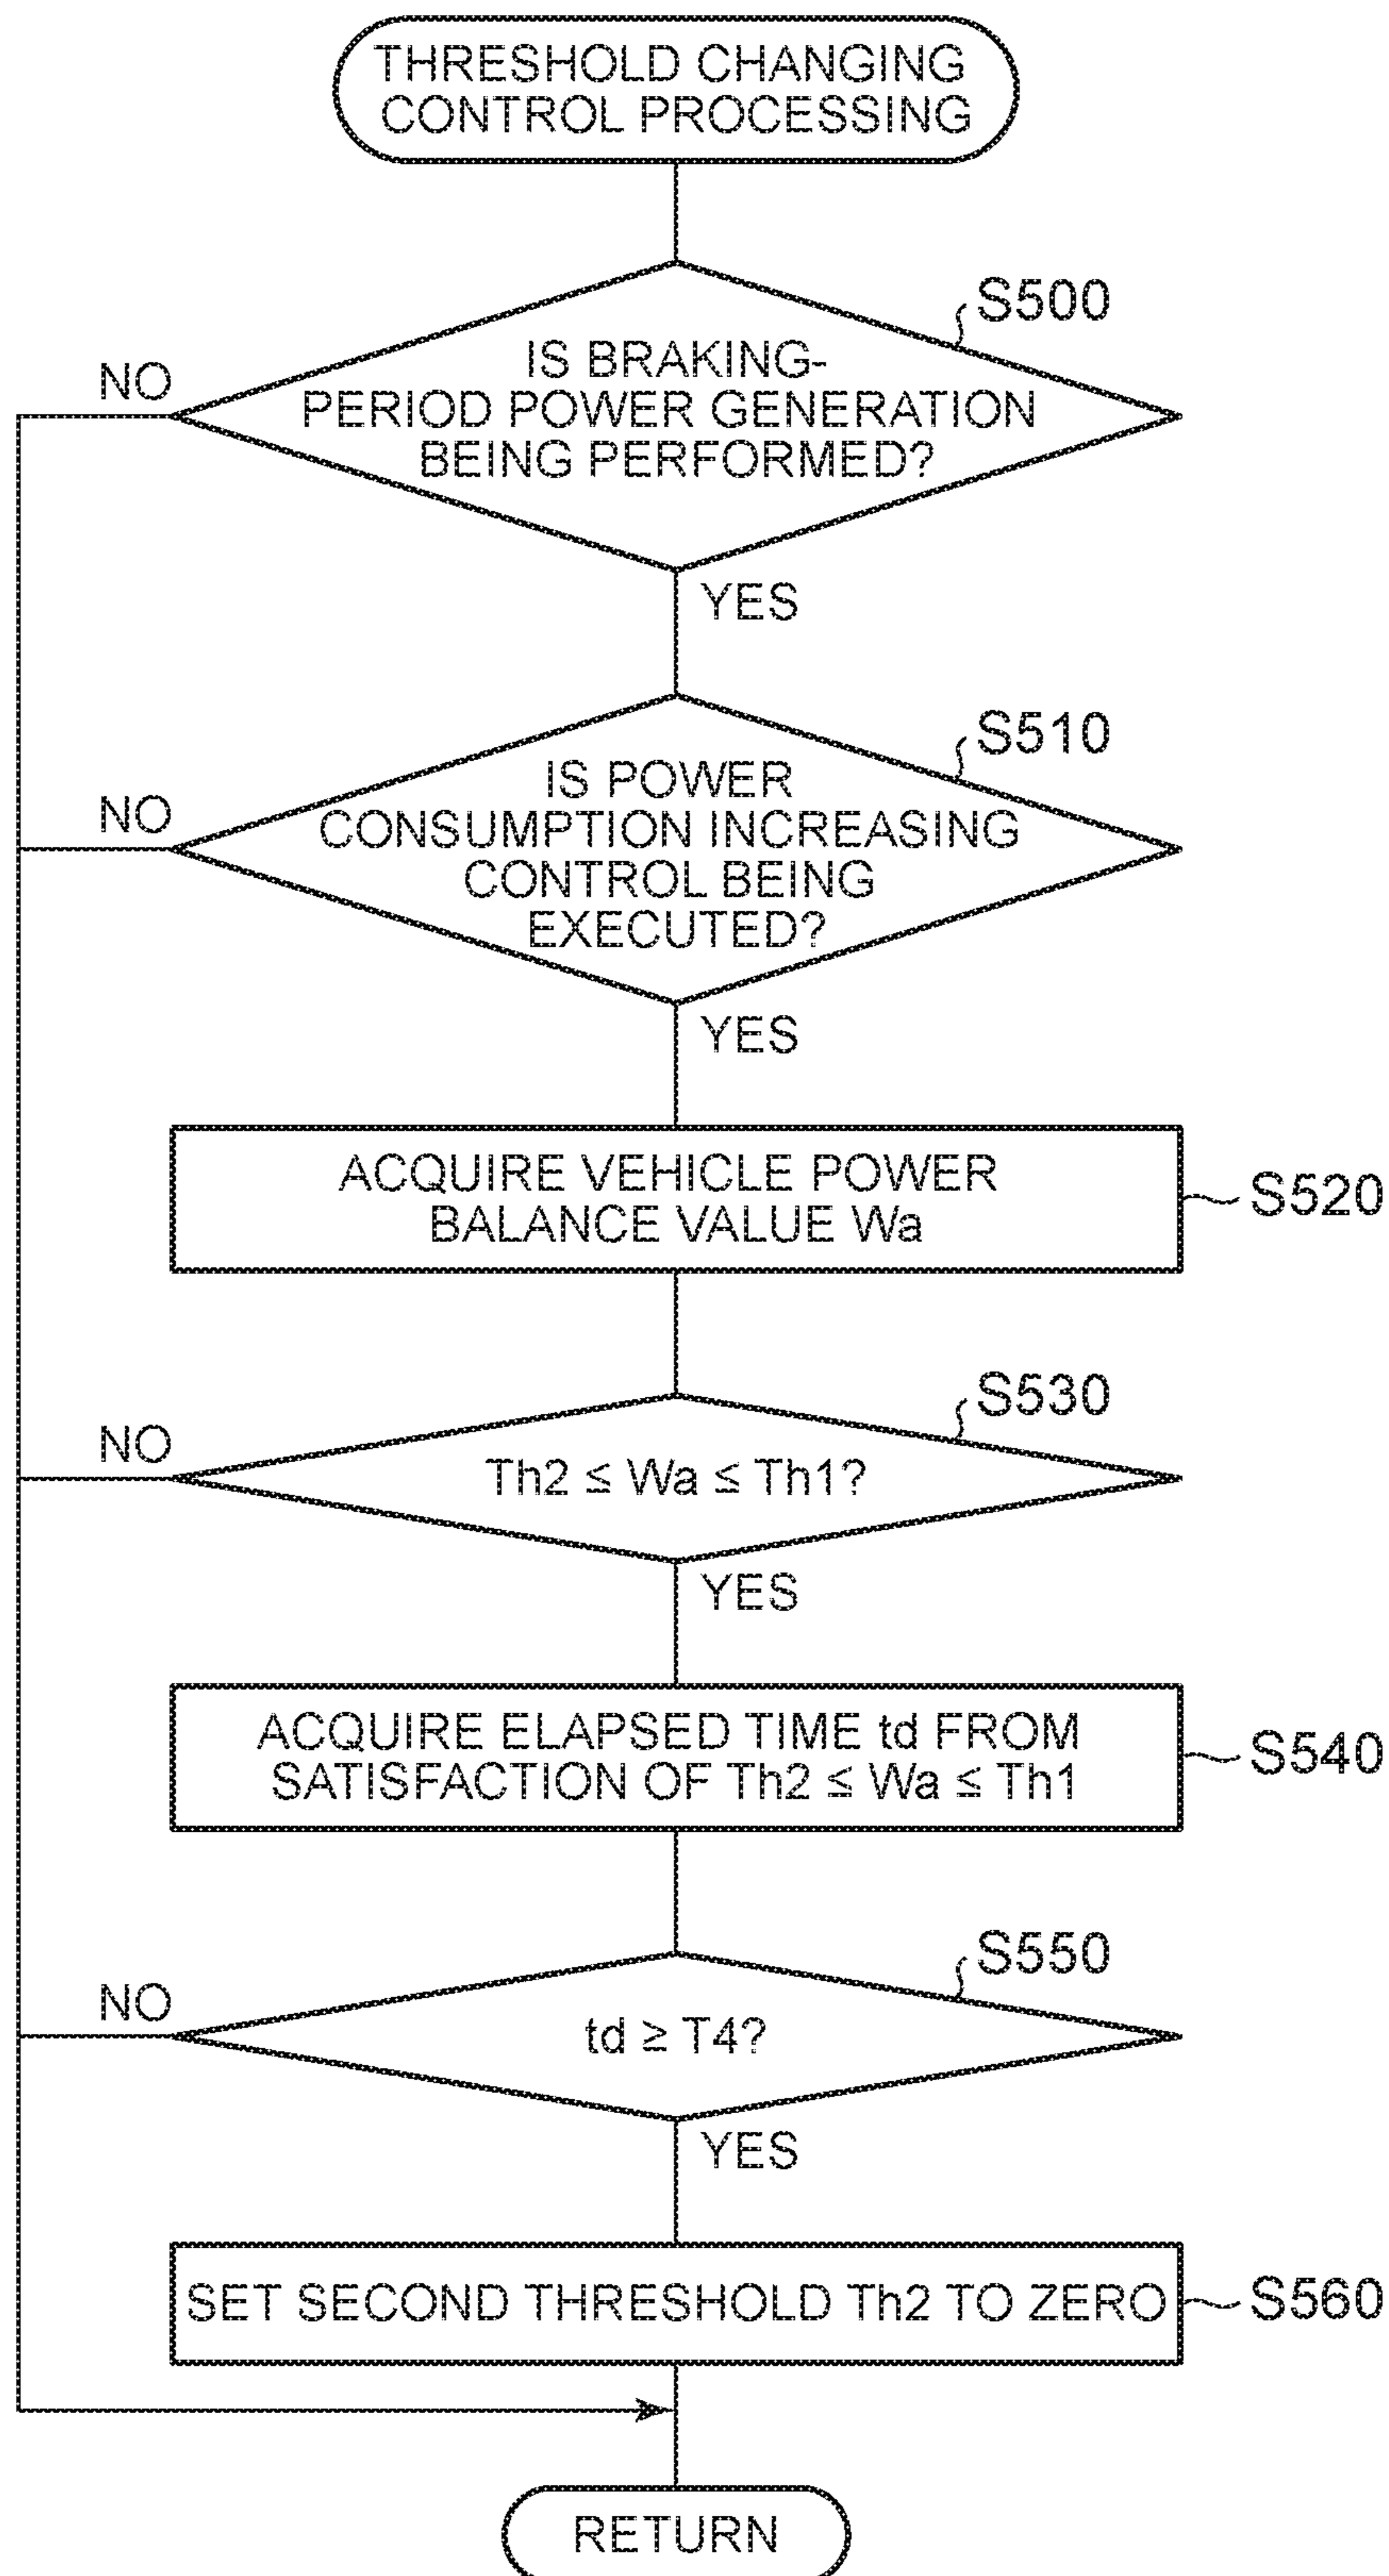 THRESHOLD CHANGING
CONTROL PROCESSING
S500
IS BRAKING-
PERIOD POWER GENERATION
BEING PERFORMED?
NO
YES
S510
IS POWER
CONSUMPTION INCREASING
CONTROL BEING
EXECUTED?
NO
YES
ACQUIRE VEHICLE POWER
BALANCE VALUE Wa
S520
S530
Th2 ≤ Wa ≤ Th1?
NO
YES
ACQUIRE ELAPSED TIME td FROM
SATISFACTION OF Th2 ≤ Wa ≤ Th1
S540
S550
td ≥ T4?
NO
YES
SET SECOND THRESHOLD Th2 TO ZERO
S560
RETURN